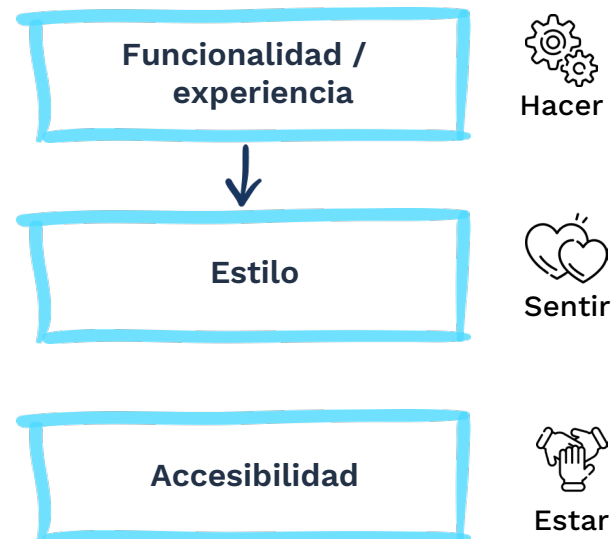 Funcionalidad /
experiencia
Hacer
Estilo
Sentir
Accesibilidad
Estar